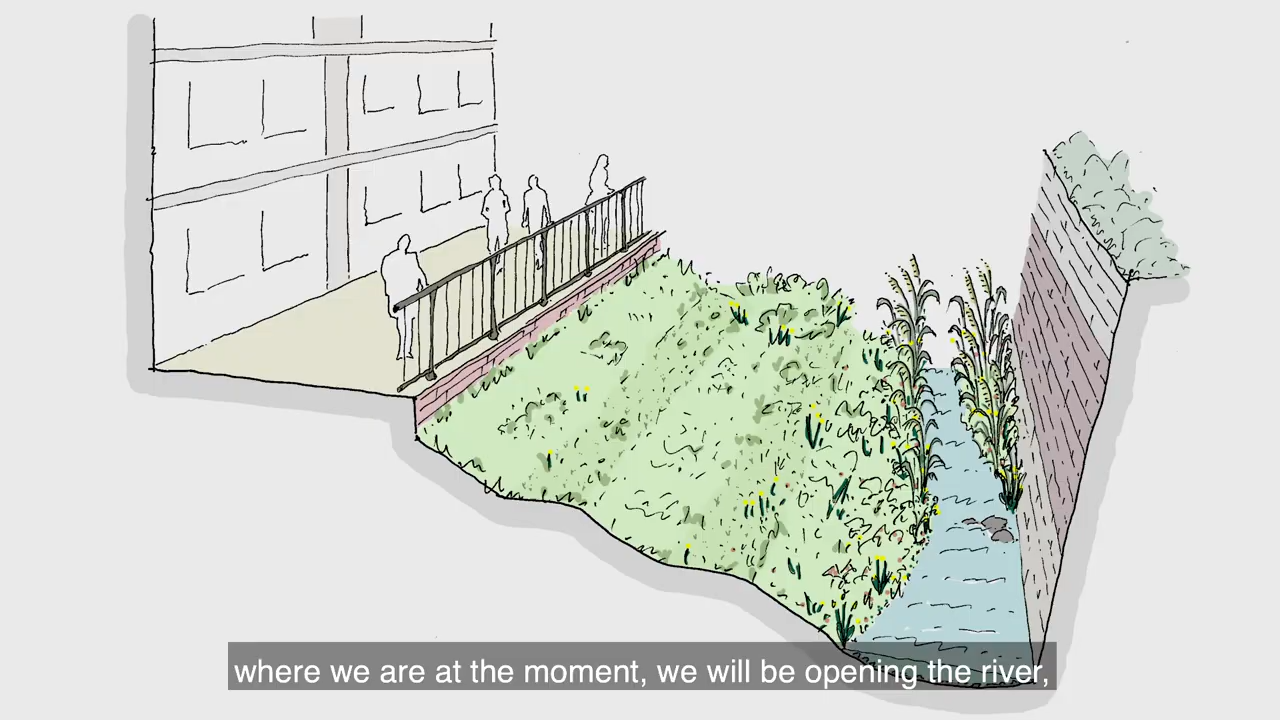 where we are at the moment, we will be opening the river,